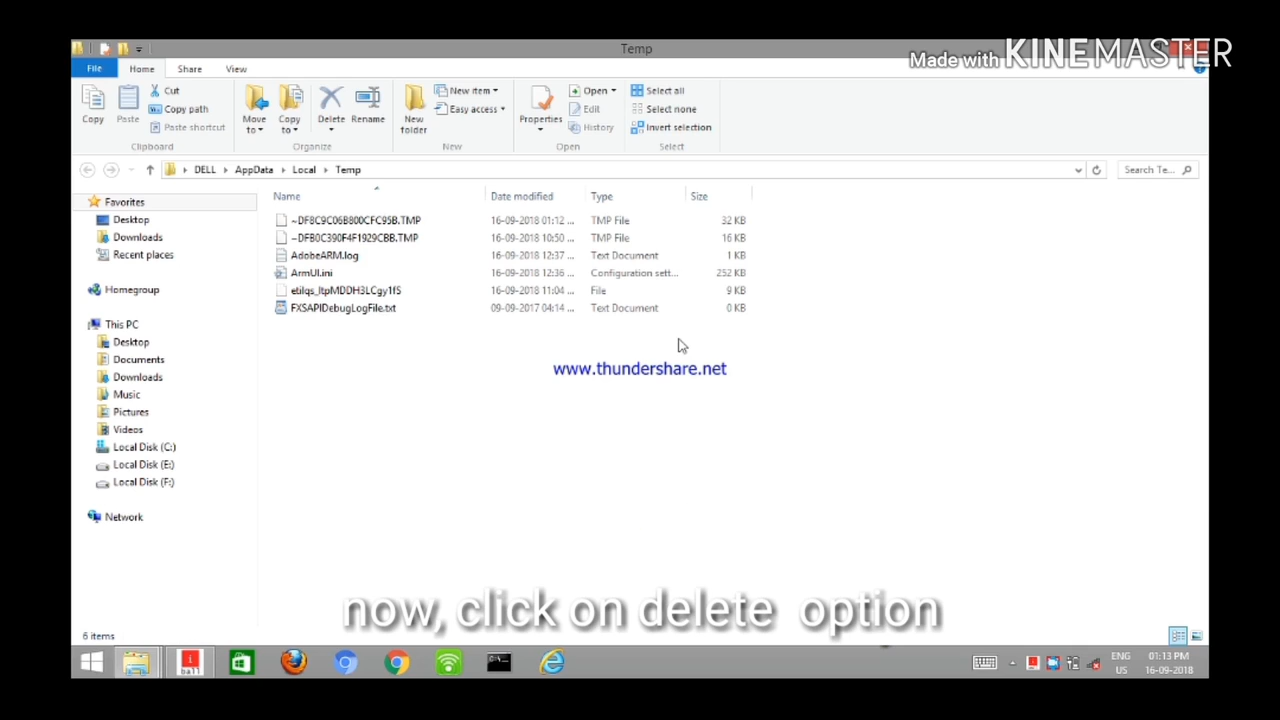 Temp
Made with KINEMASTER
File Home Share View
Copy
Paste
Cut
Copy path
Paste shortcut
Clipboard
Move to
Copy to
Delete
Rename
Organize
New folder
New item
Easy access
New
Properties
Open
Edit
History
Open
Select all
Select none
Invert selection
Select
DELL AppData Local Temp
Search Te...
Name Date modified Type Size
~DF8C9C06B800CFC95B.TMP 16-09-2018 01:12 ... TMP File 32 KB
~DFB0C390F4F1929CBB.TMP 16-09-2018 10:50 ... TMP File 16 KB
AdobeARM.log 16-09-2018 12:37 ... Text Document 1 KB
ArmUI.ini 16-09-2018 12:36 ... Configuration sett... 252 KB
16-09-2018 11:04 ... File 9 KB
FXSAPIDebugLogFile.txt 09-09-2017 04:14 ... Text Document 0 KB
Favorites
Desktop
Downloads
Recent places
Homegroup
This PC
Desktop
Documents
Downloads
Music
Pictures
Videos
Local Disk (C:)
Local Disk (E:)
Local Disk (F:)
Network
www.thundershare.net
now, click on delete option
6 items
i
ball
ENG
US
01:13 PM
16-09-2018